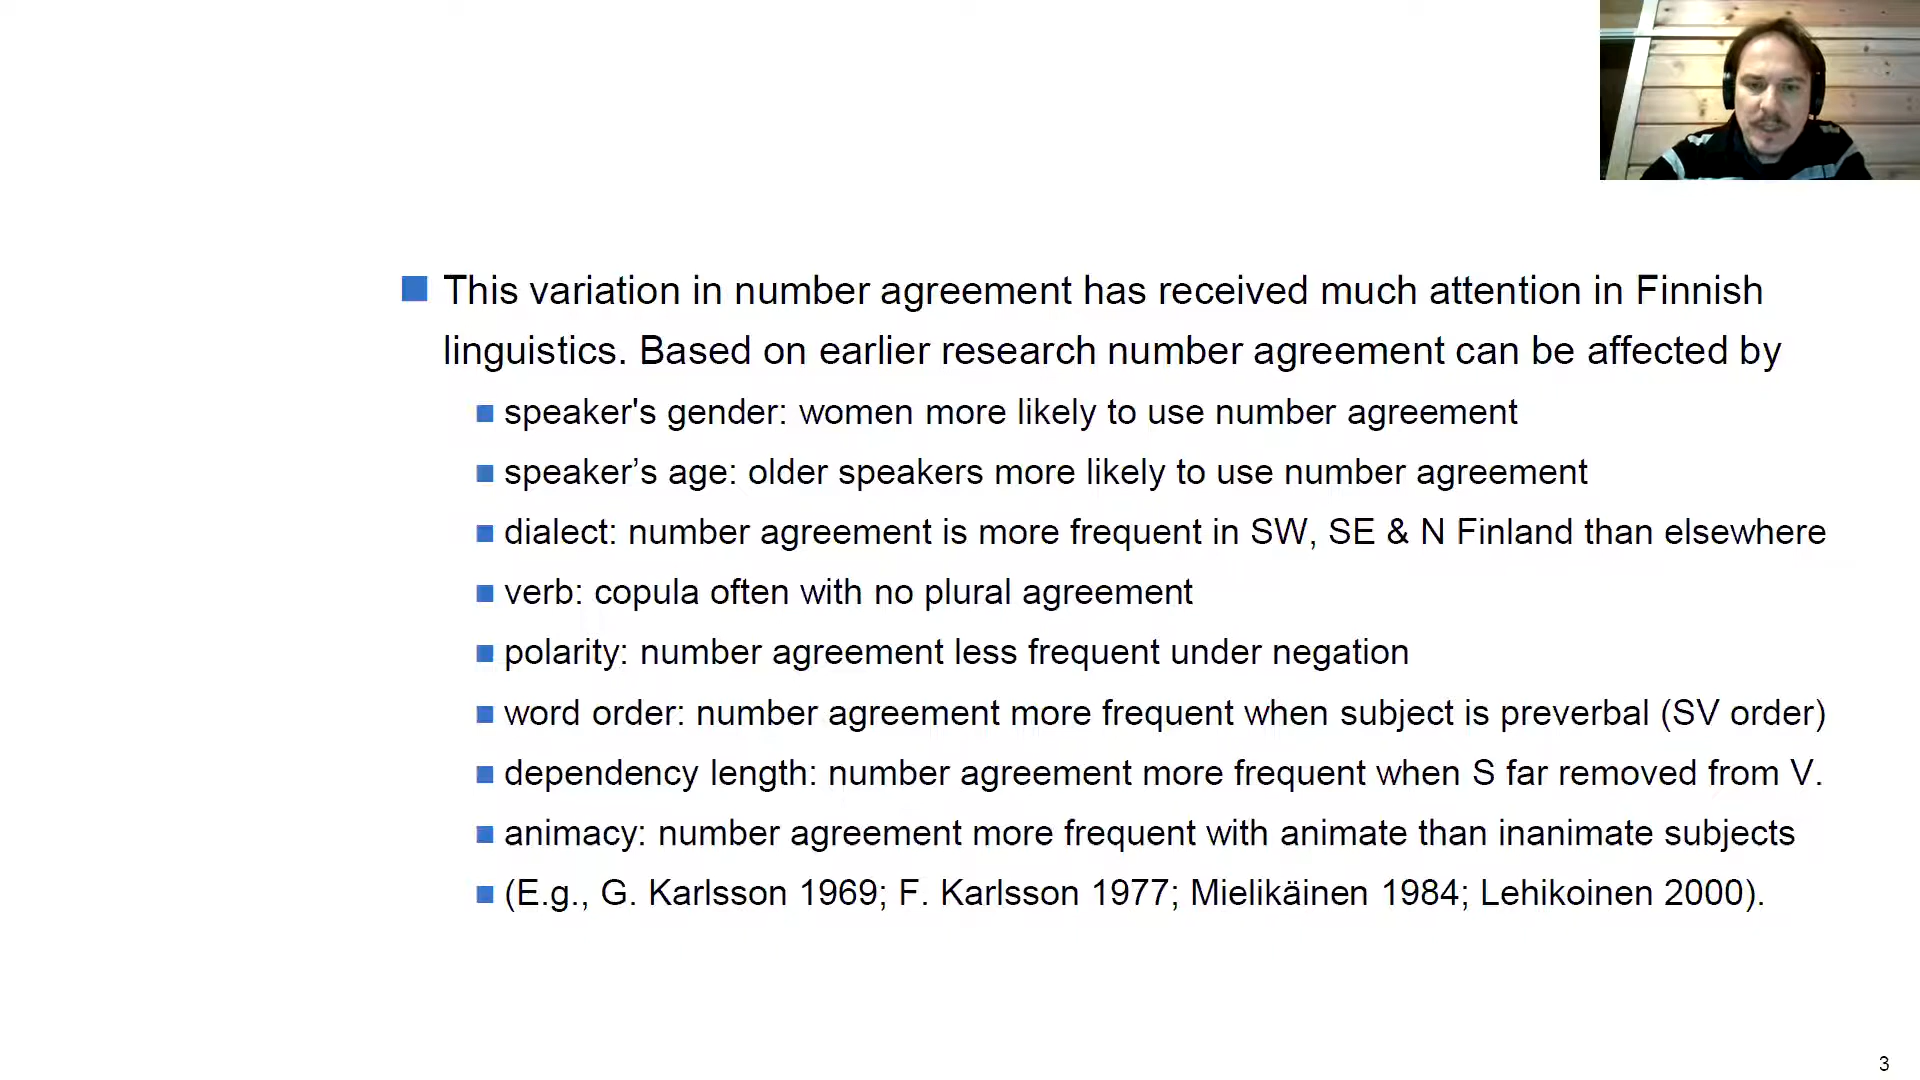 This variation in number agreement has received much attention in Finnish
linguistics. Based on earlier research number agreement can be affected by
speaker's gender: women more likely to use number agreement
speaker’s age: older speakers more likely to use number agreement
dialect: number agreement is more frequent in SW, SE & N Finland than elsewhere
verb: copula often with no plural agreement
polarity: number agreement less frequent under negation
word order: number agreement more frequent when subject is preverbal (SV order)
dependency length: number agreement more frequent when S far removed from V.
animacy: number agreement more frequent with animate than inanimate subjects
(E.g., G. Karlsson 1969; F. Karlsson 1977; Mielikäinen 1984; Lehikoinen 2000).
3